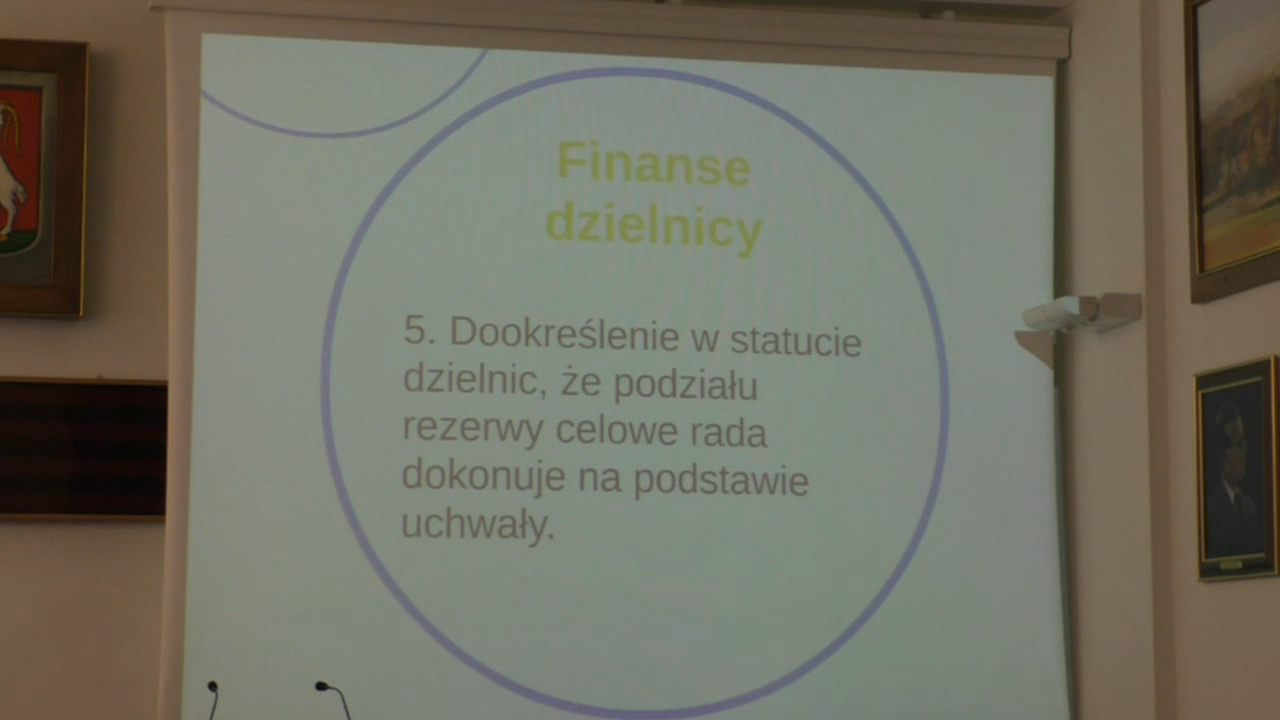 Finanse
dzielnicy
5. Dookreślenie w statucie
dzielnic, że podziału
rezerwy celowe rada
dokonuje na podstawie
uchwały.